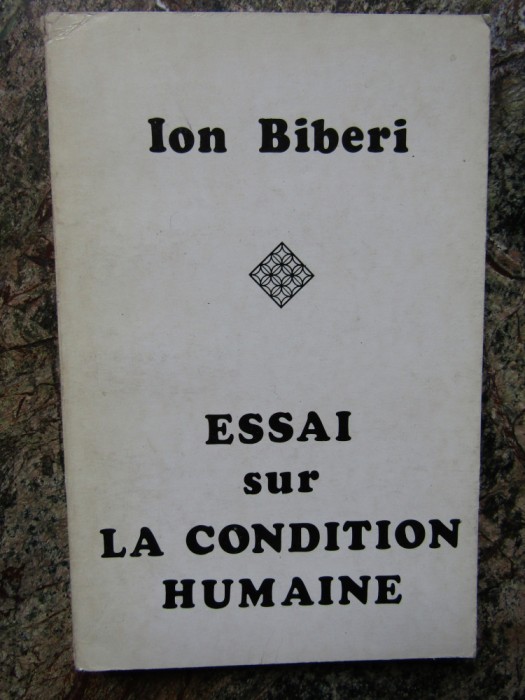 Ion Biberi
ESSAI
sur
LA CONDITION
HUMAINE